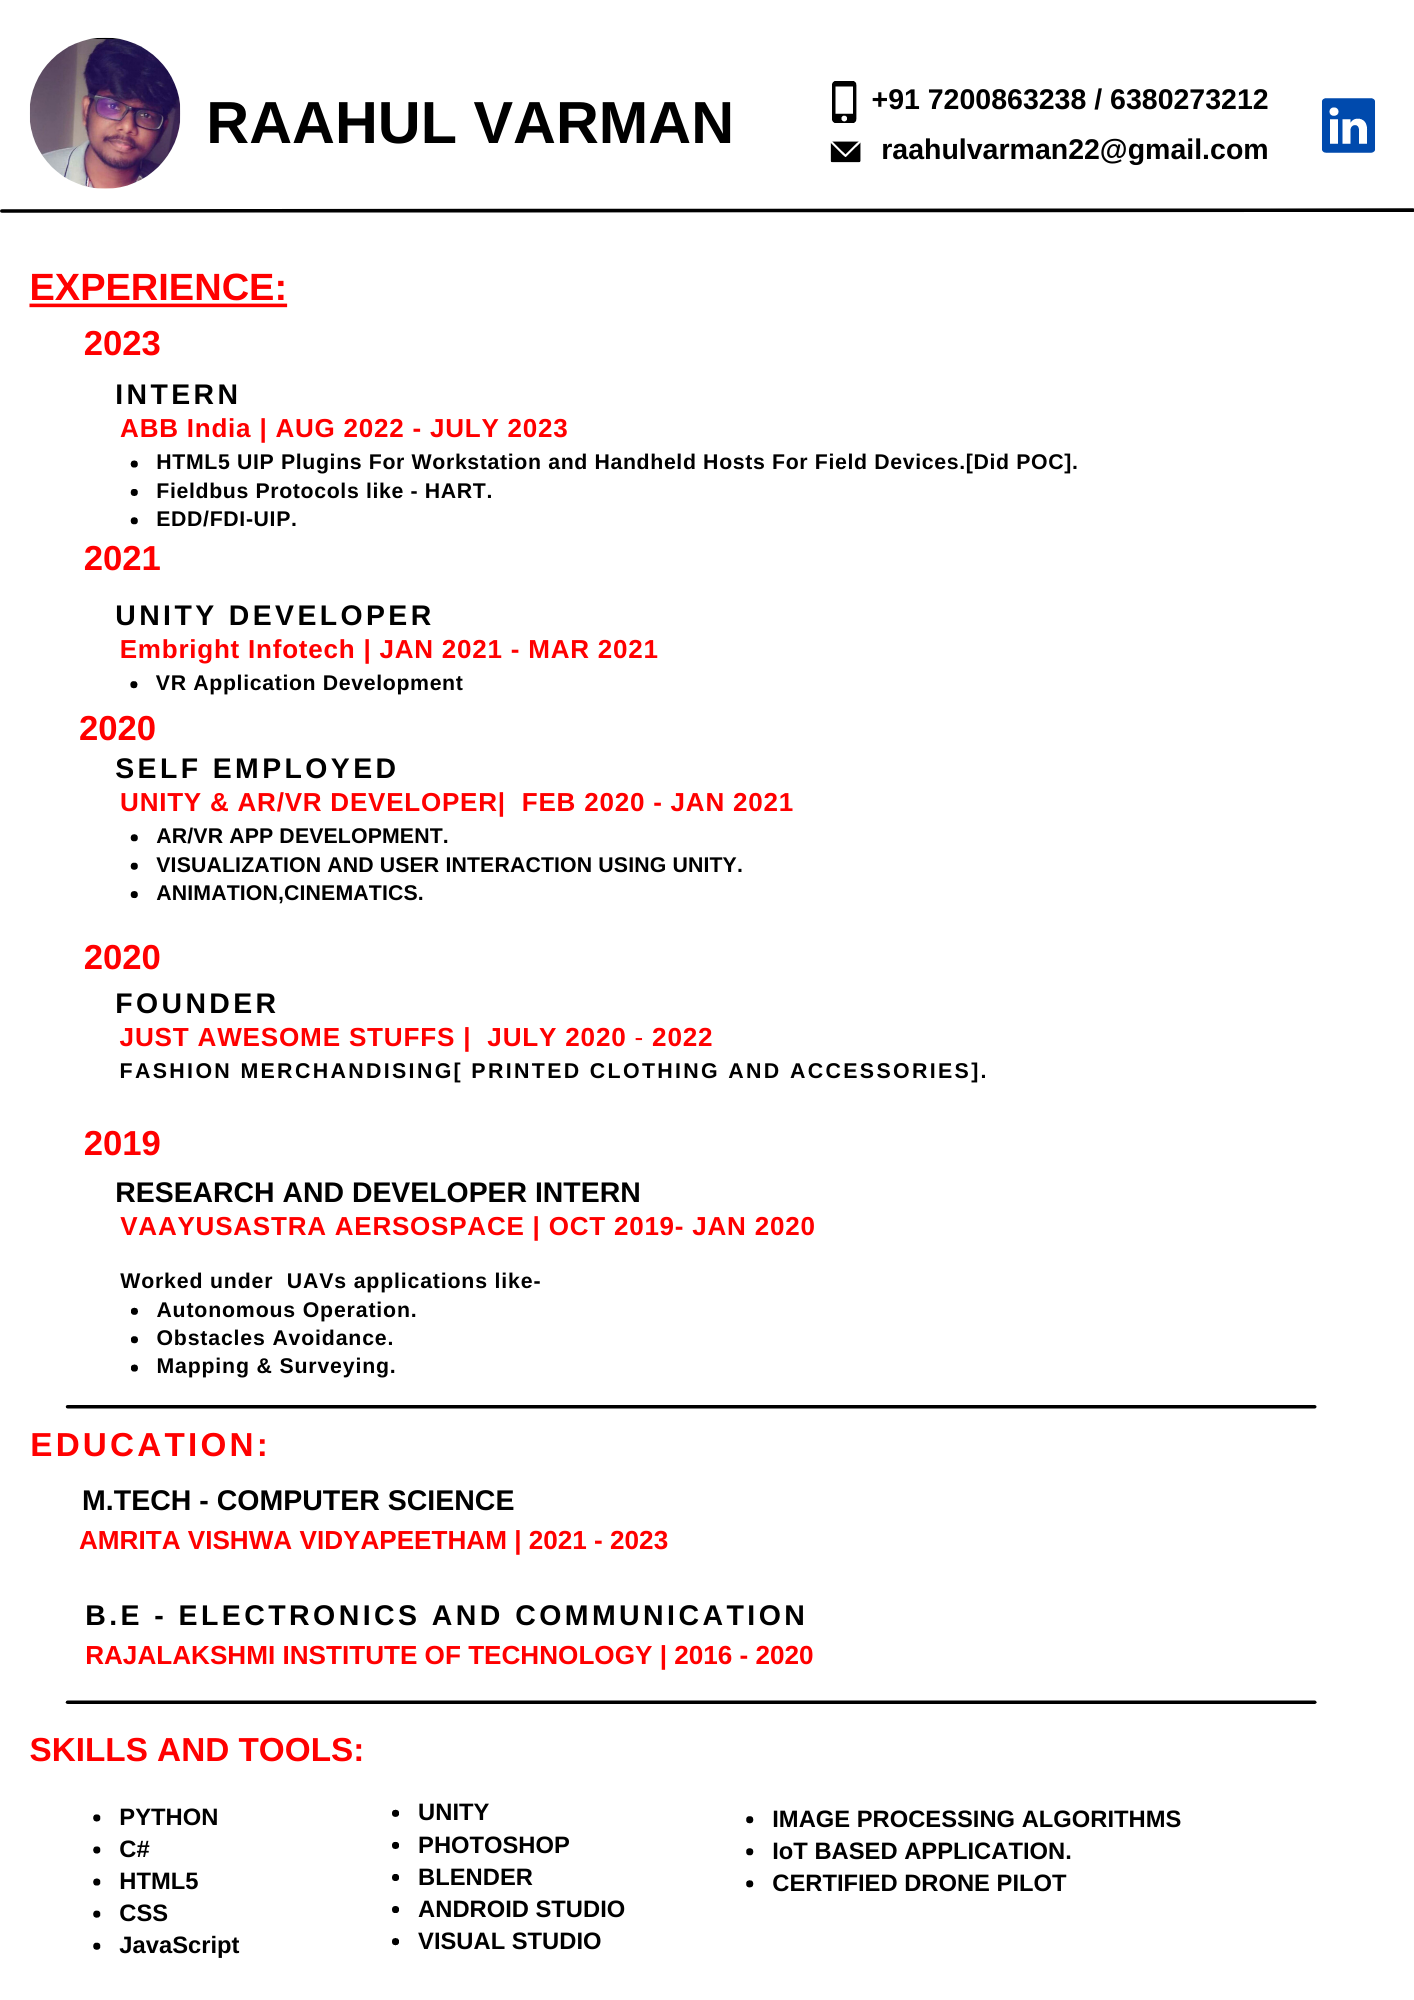 RAAHUL VARMAN
+91 7200863238 / 6380273212
raahulvarman22@gmail.com
in
EXPERIENCE:
2023
INTERN
ABB India | AUG 2022 - JULY 2023
• HTML5 UIP Plugins For Workstation and Handheld Hosts For Field Devices.[Did POC].
• Fieldbus Protocols like - HART.
• EDD/FDI-UIP.
2021
UNITY DEVELOPER
Embright Infotech | JAN 2021 - MAR 2021
• VR Application Development
2020
SELF EMPLOYED
UNITY & AR/VR DEVELOPER| FEB 2020 - JAN 2021
• AR/VR APP DEVELOPMENT.
• VISUALIZATION AND USER INTERACTION USING UNITY.
• ANIMATION,CINEMATICS.
2020
FOUNDER
JUST AWESOME STUFFS | JULY 2020 - 2022
FASHION MERCHANDISING[ PRINTED CLOTHING AND ACCESSORIES].
2019
RESEARCH AND DEVELOPER INTERN
VAAYUSASTRA AERSOSPACE | OCT 2019- JAN 2020
Worked under UAVs applications like-
• Autonomous Operation.
• Obstacles Avoidance.
• Mapping & Surveying.
EDUCATION:
M.TECH - COMPUTER SCIENCE
AMRITA VISHWA VIDYAPEETHAM | 2021 - 2023
B.E - ELECTRONICS AND COMMUNICATION
RAJALAKSHMI INSTITUTE OF TECHNOLOGY | 2016 - 2020
SKILLS AND TOOLS:
• PYTHON
• C#
• HTML5
• CSS
• JavaScript
• UNITY
• PHOTOSHOP
• BLENDER
• ANDROID STUDIO
• VISUAL STUDIO
• IMAGE PROCESSING ALGORITHMS
• IoT BASED APPLICATION.
• CERTIFIED DRONE PILOT